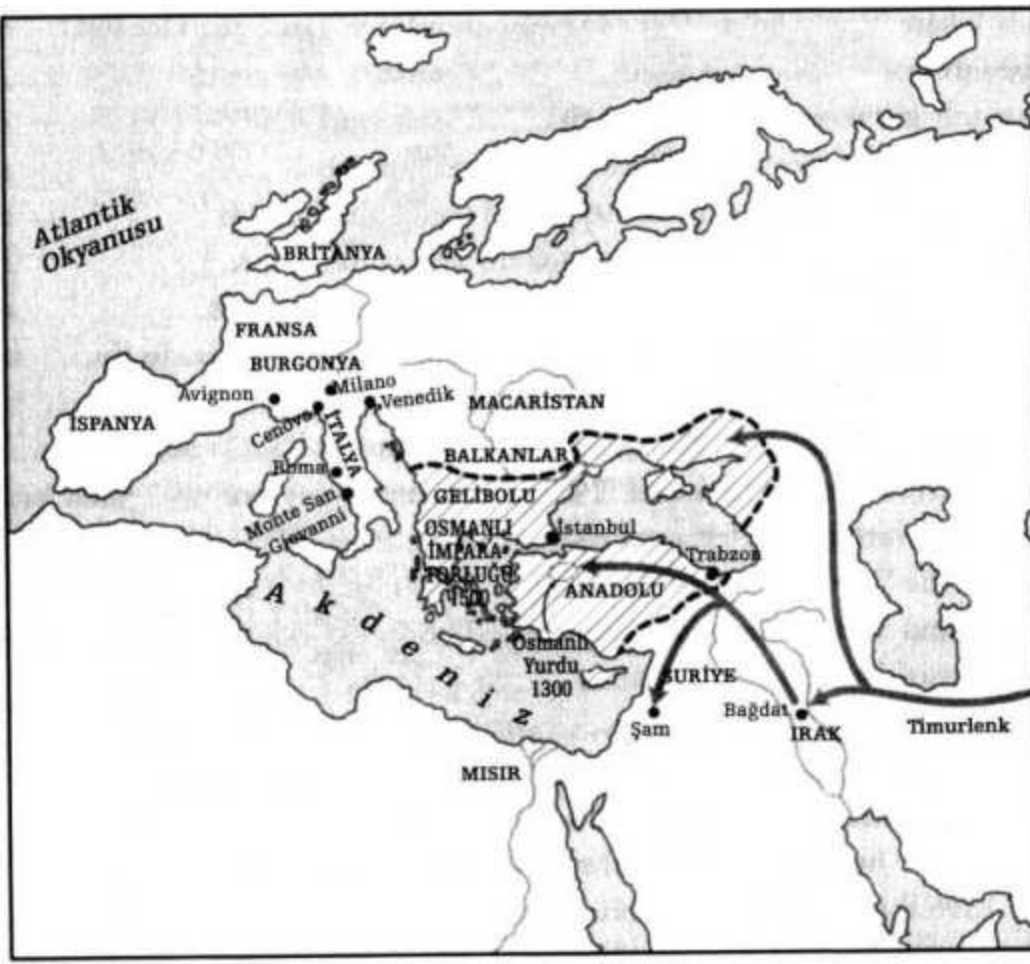 Atlantik
Okyanusu
BRİTANYA
FRANSA
BURGONYA
Avignon
Milano
Venedik
MACARİSTAN
İSPANYA
Cenova
İTALYA
BALKANLAR
Roma
GELİBOLU
Monte San
Giovanni
OSMANLI
İMPARA-
TORLUĞU
1500
İstanbul
Trabzon
ANADOLU
Akdeniz
Osmanlı
Yurdu
1300
SURİYE
Bağdat
Şam
IRAK
Timurlenk
MISIR